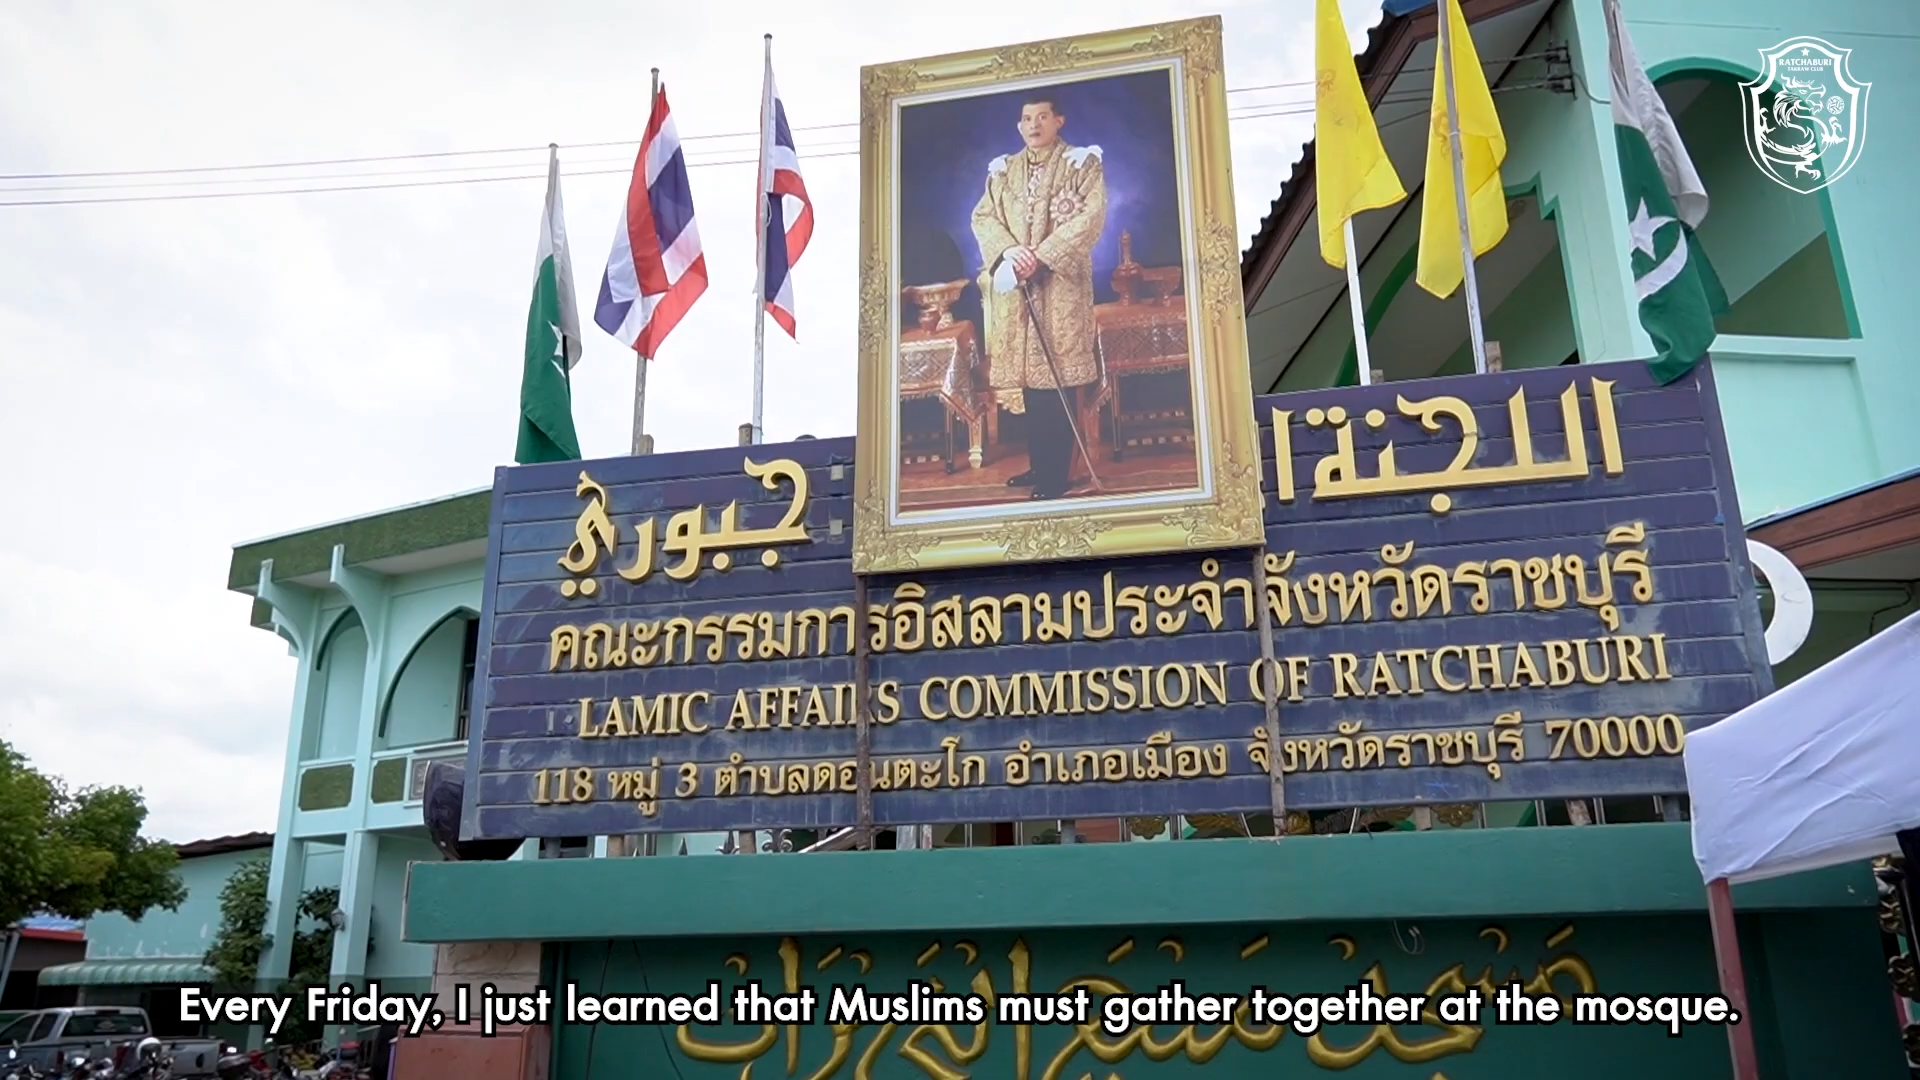 RATCHABURI
TAKRAW CLUB
اللجنة ا
جبوري
คณะกรรมการอิสลามประจำจังหวัดราชบุรี
LAMIC AFFAIRS COMMISSION OF RATCHABURI
118 หมู่ 3 ตำบลดอนตะโก อำเภอเมือง จังหวัดราชบุรี 70000
Every Friday, I just learned that Muslims must gather together at the mosque.